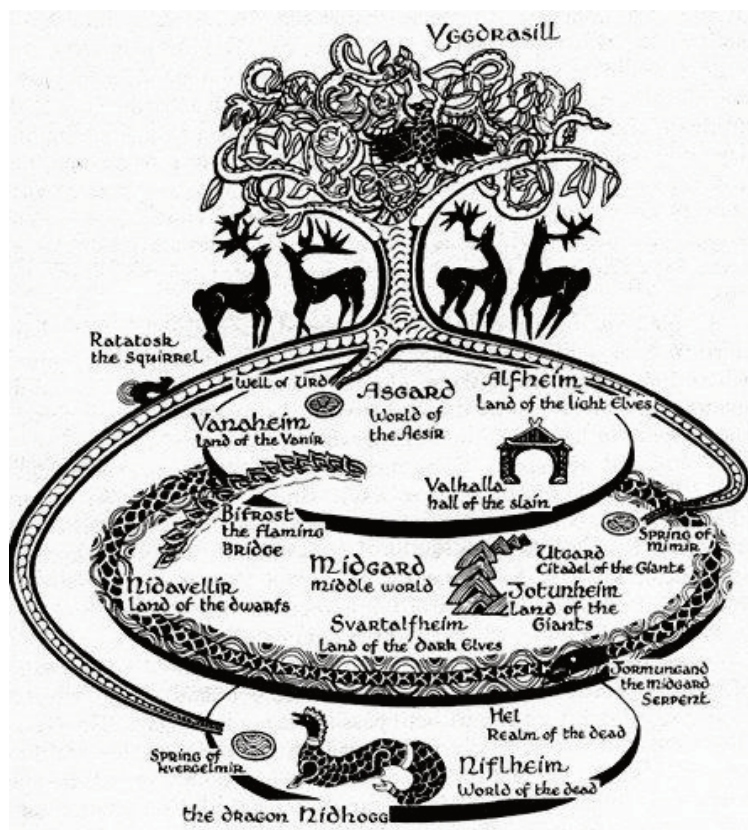 Yggdrasill
Ratatosk
the squirrel
Well of Urd
Asgard
World of
the Aesir
Alfheim
Land of the light Elves
Vanaheim
Land of the Vanir
Valhalla
hall of the slain
Bifrost
the flaming
Bridge
Spring of
Mimir
Midgard
middle world
Utgard
Citadel of the Giants
Nidavellir
Land of the dwarfs
Jotunheim
Land of the
Giants
Svartalfheim
Land of the dark Elves
Jormungand
the Midgard
Serpent
Hel
Realm of the dead
Spring of
Hvergelmir
Niflheim
World of the dead
the dragon Nidhogg